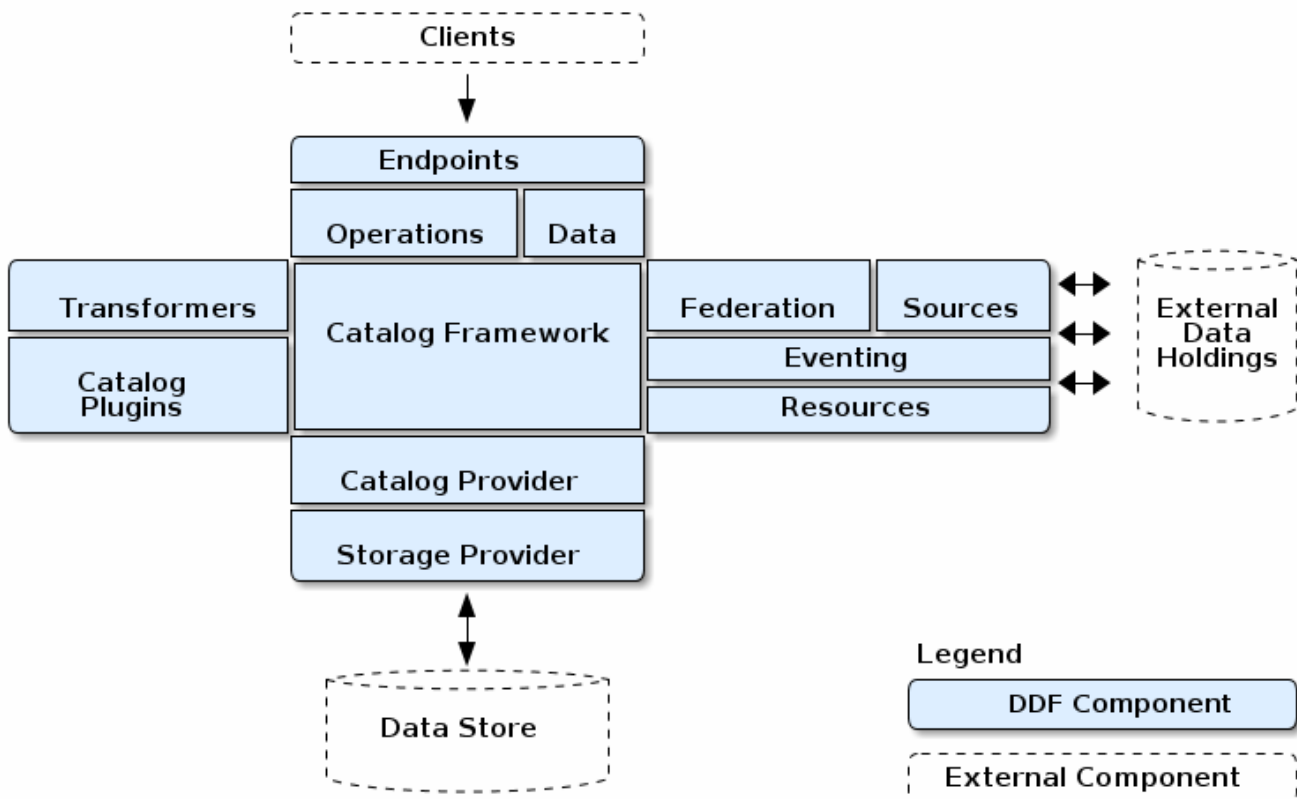 Clients
Endpoints
Operations
Data
Transformers
Catalog Framework
Federation
Sources
External
Data
Holdings
Eventing
Catalog
Plugins
Resources
Catalog Provider
Storage Provider
Data Store
Legend
DDF Component
External Component